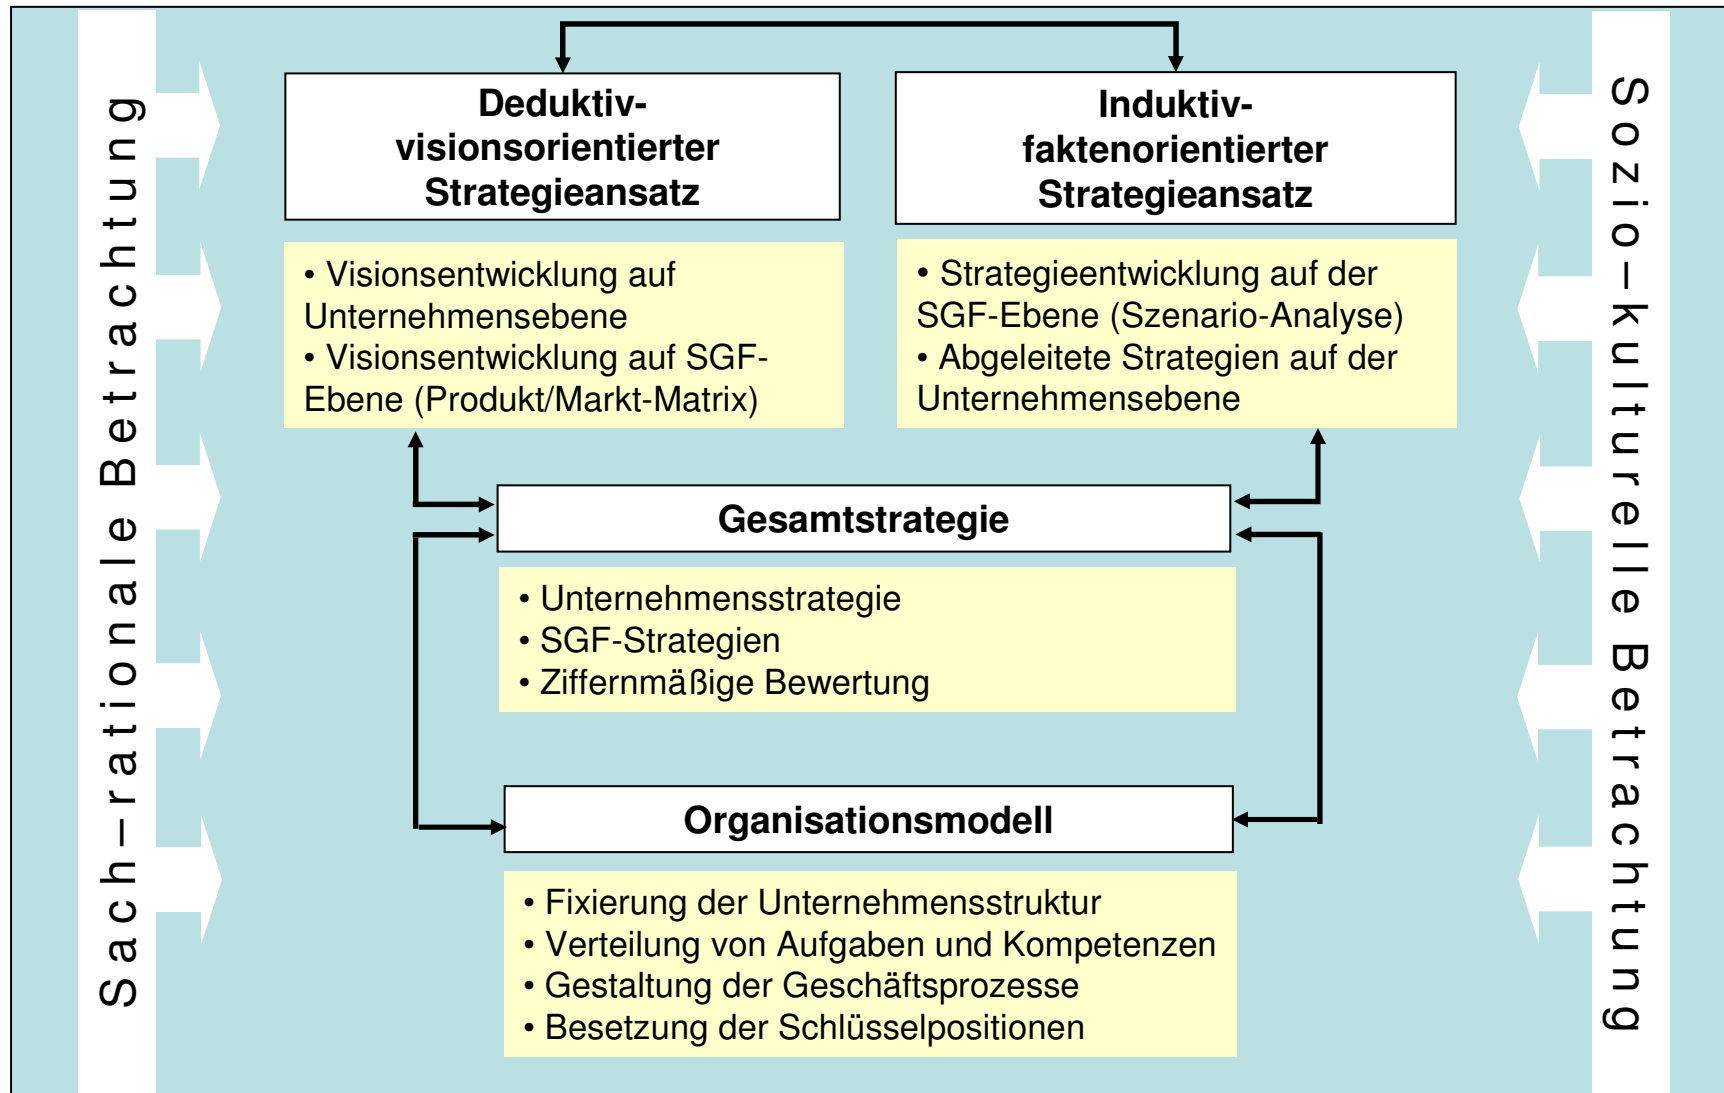 Sach–rationale Betrachtung
Deduktiv-
visionsorientierter
Strategieansatz
• Visionsentwicklung auf
Unternehmensebene
• Visionsentwicklung auf SGF-
Ebene (Produkt/Markt-Matrix)
Induktiv-
faktenorientierter
Strategieansatz
• Strategieentwicklung auf der
SGF-Ebene (Szenario-Analyse)
• Abgeleitete Strategien auf der
Unternehmensebene
Gesamtstrategie
• Unternehmensstrategie
• SGF-Strategien
• Ziffernmäßige Bewertung
Organisationsmodell
• Fixierung der Unternehmensstruktur
• Verteilung von Aufgaben und Kompetenzen
• Gestaltung der Geschäftsprozesse
• Besetzung der Schlüsselpositionen
Sozio–kulturelle Betrachtung